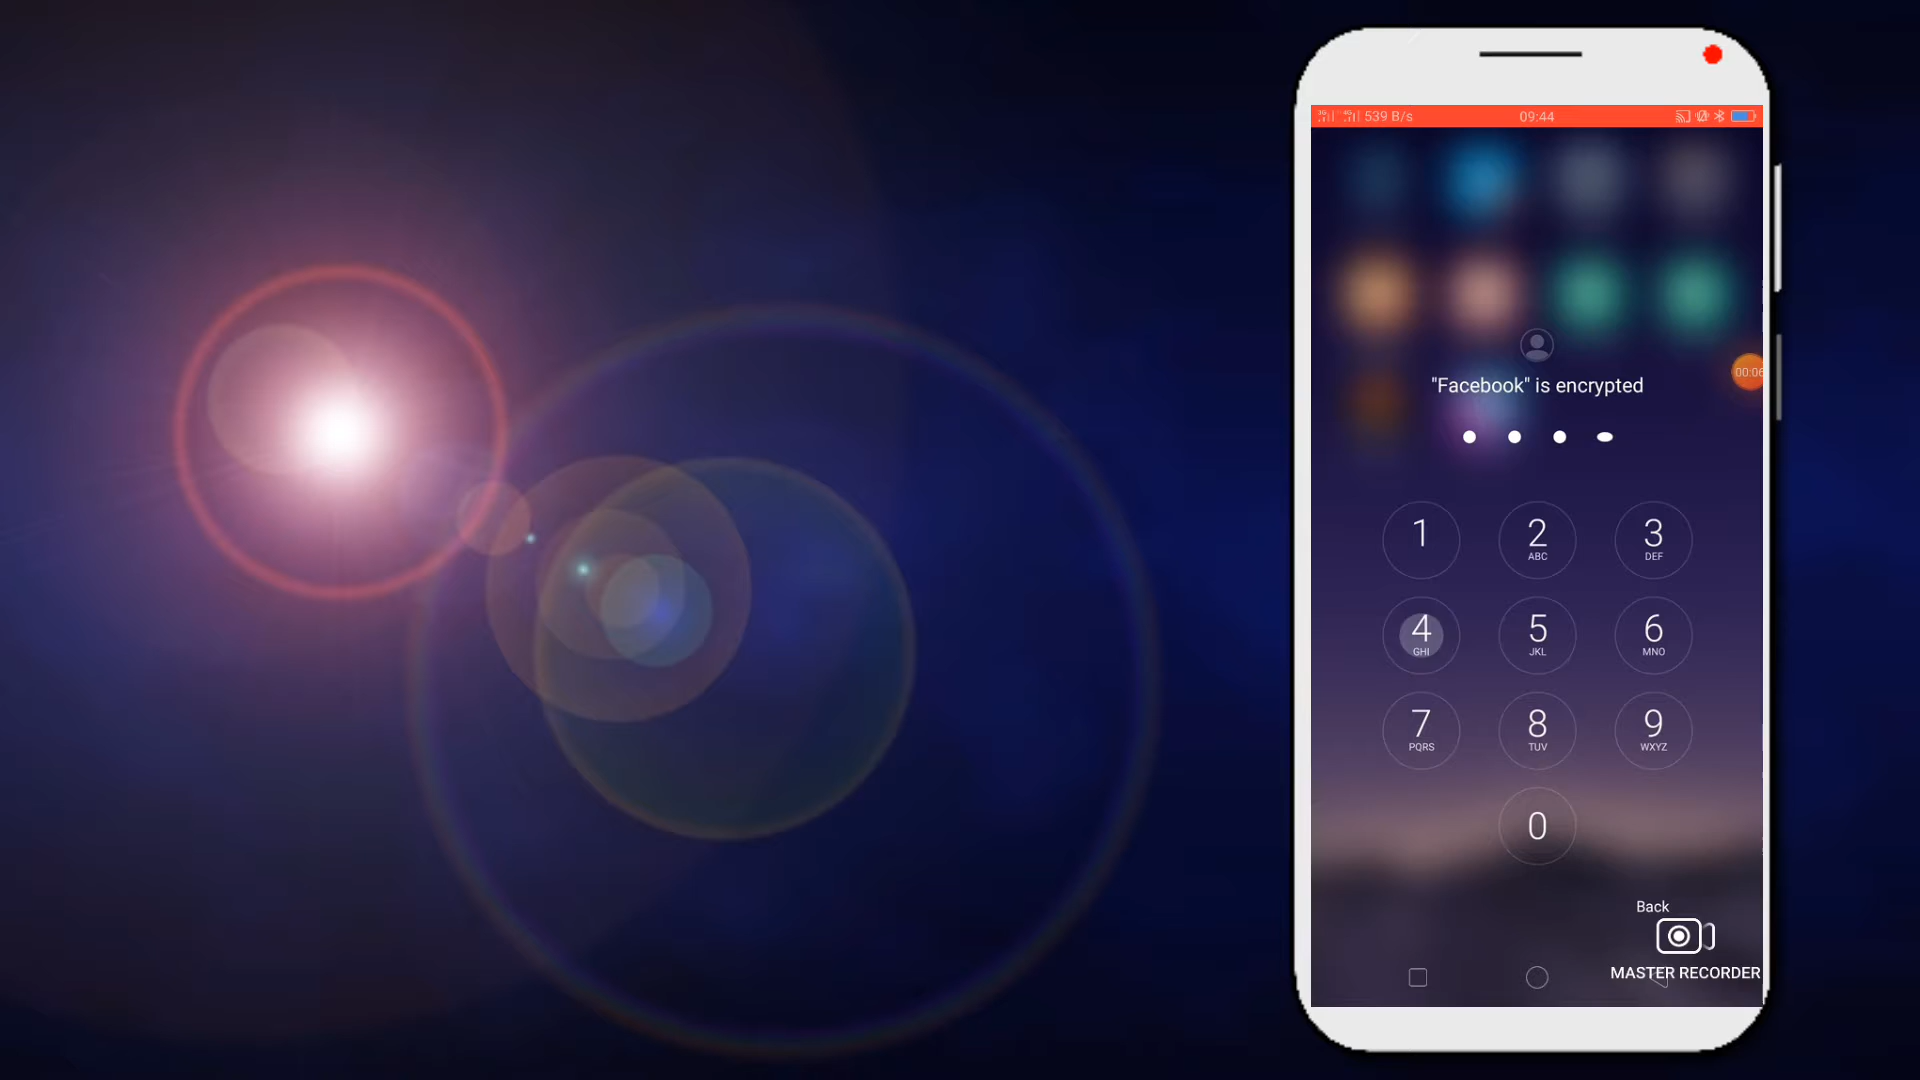 539 B/s 09:44
00:06
"Facebook" is encrypted
1 2 3
ABC DEF
4 5 6
GHI JKL MNO
7 8 9
PQRS TUV WXYZ
0
Back
MASTER RECORDER